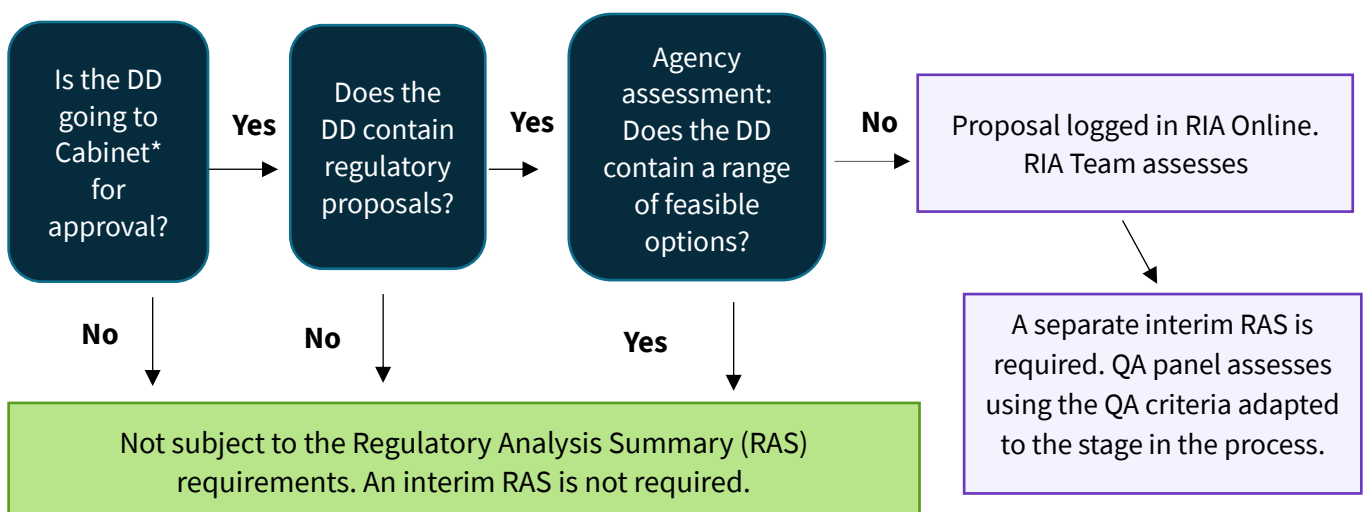 Is the DD
going to
Cabinet*
for
approval?
Yes
Does the
DD contain
regulatory
proposals?
Yes
Agency
assessment:
Does the DD
contain a range
of feasible
options?
No
Proposal logged in RIA Online.
RIA Team assesses
No
No
Yes
A separate interim RAS is
required. QA panel assesses
using the QA criteria adapted
to the stage in the process.
Not subject to the Regulatory Analysis Summary (RAS)
requirements. An interim RAS is not required.